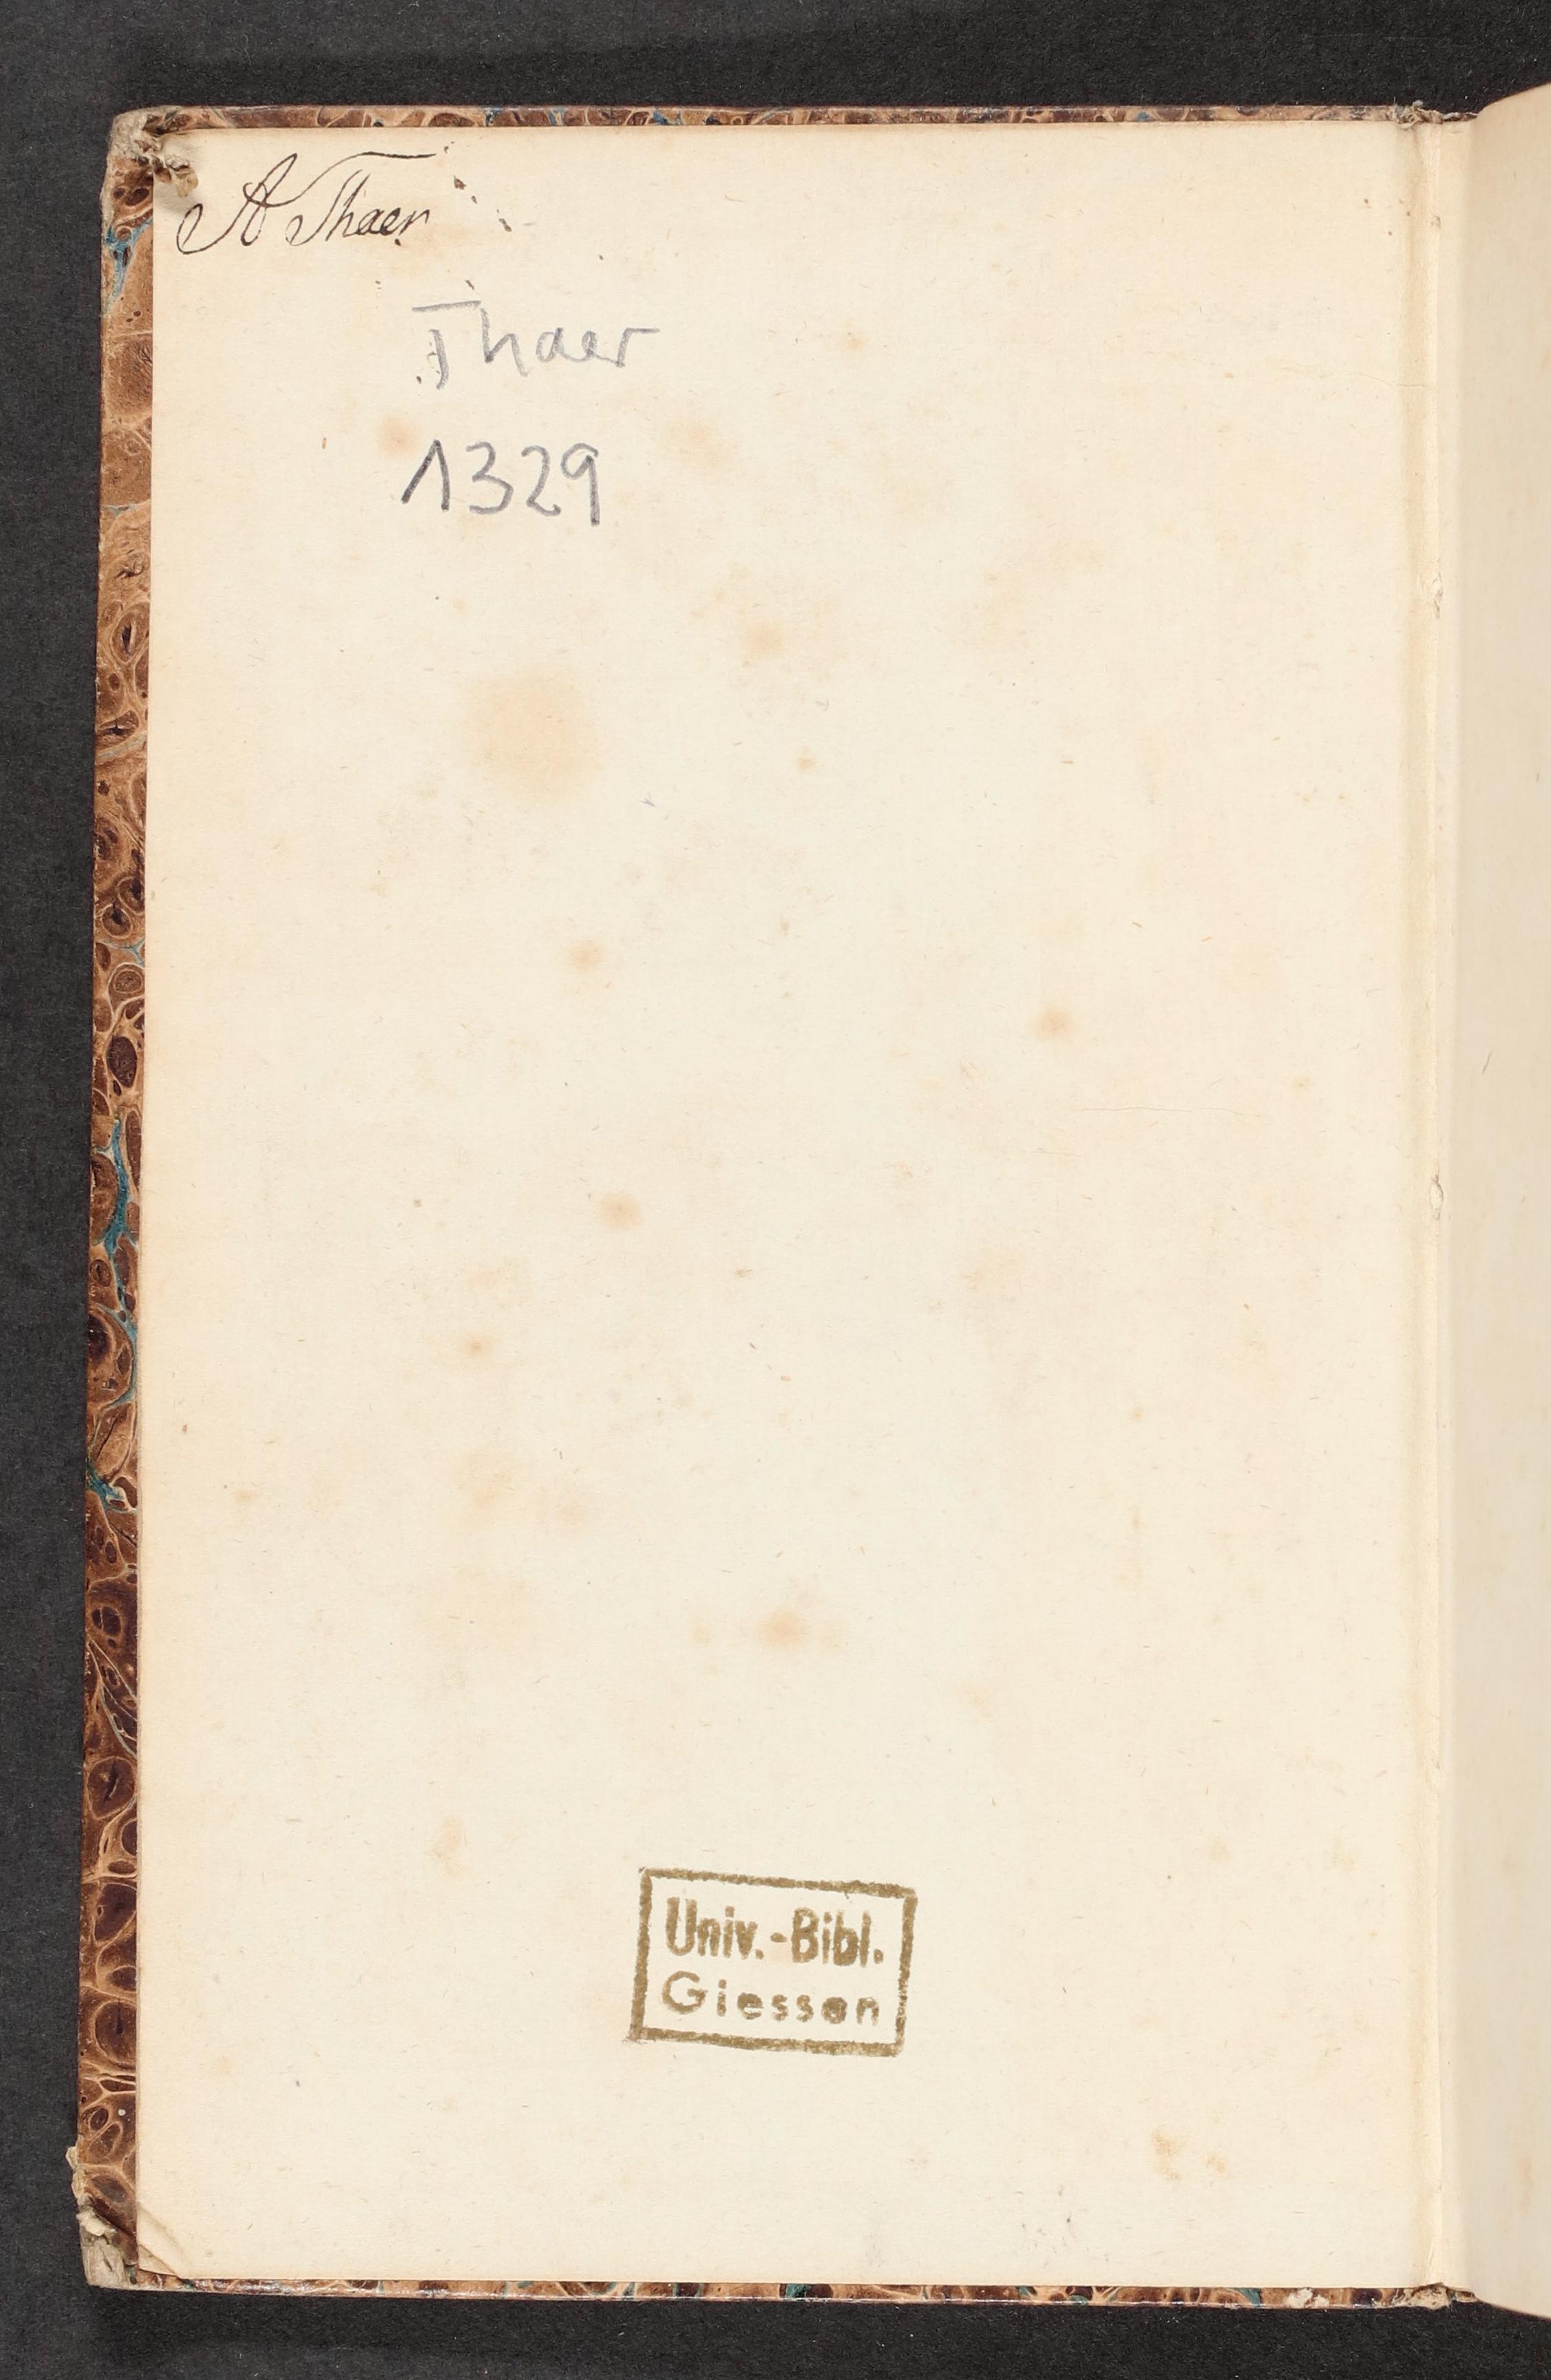 A Thaer
Thaer
1329
Univ.-Bibl.
Giessen